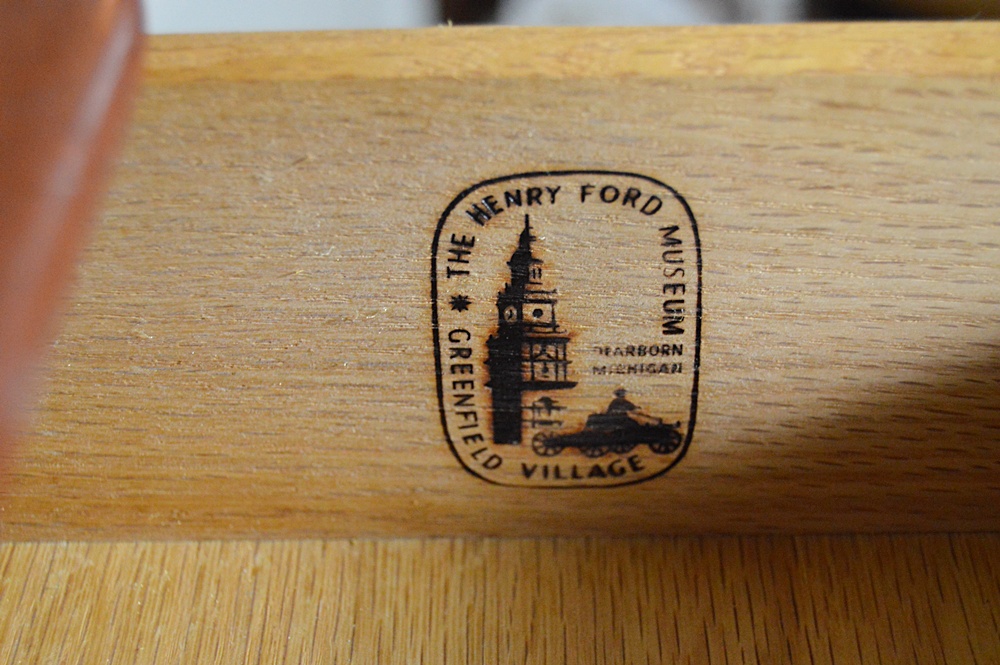 THE HENRY FORD MUSEUM
* GREENFIELD VILLAGE
DEARBORN
MICHIGAN